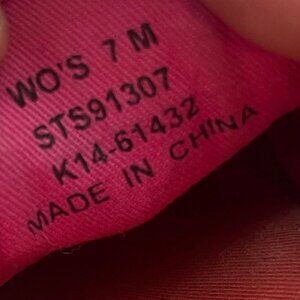 WO'S 7 M
STS91307
K14-61432
MADE IN CHINA